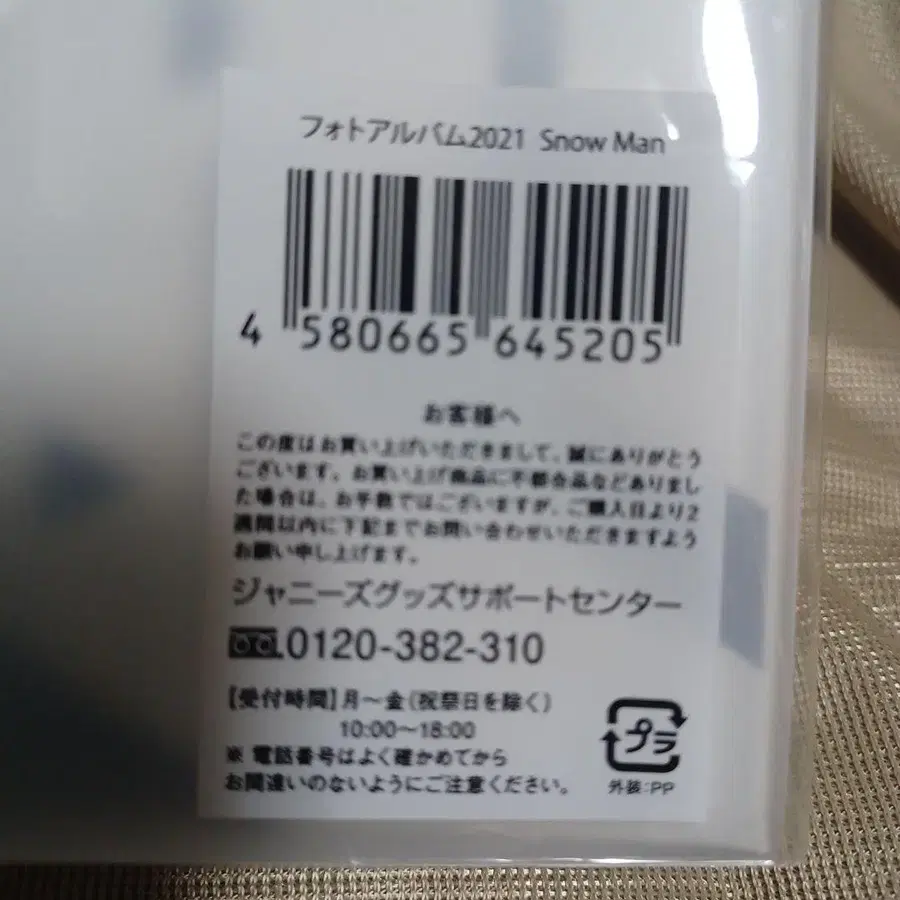 フォトアルバム2021 Snow Man
4 580665 645205
お客様へ
この度はお買い上げいただきまして、誠にありがとう
ございます。お買い上げ商品に不都合品などありまし
た場合は、お手数ではございますが、ご購入日より2
週間以内に下記までお問い合わせいただきますよう
お願い申し上げます。
ジャニーズグッズサポートセンター
0120-382-310
【受付時間】月〜金（祝祭日を除く）
10:00〜18:00
※ 電話番号はよく確かめてから
お間違いのないようにご注意ください。
プラ
外装:PP